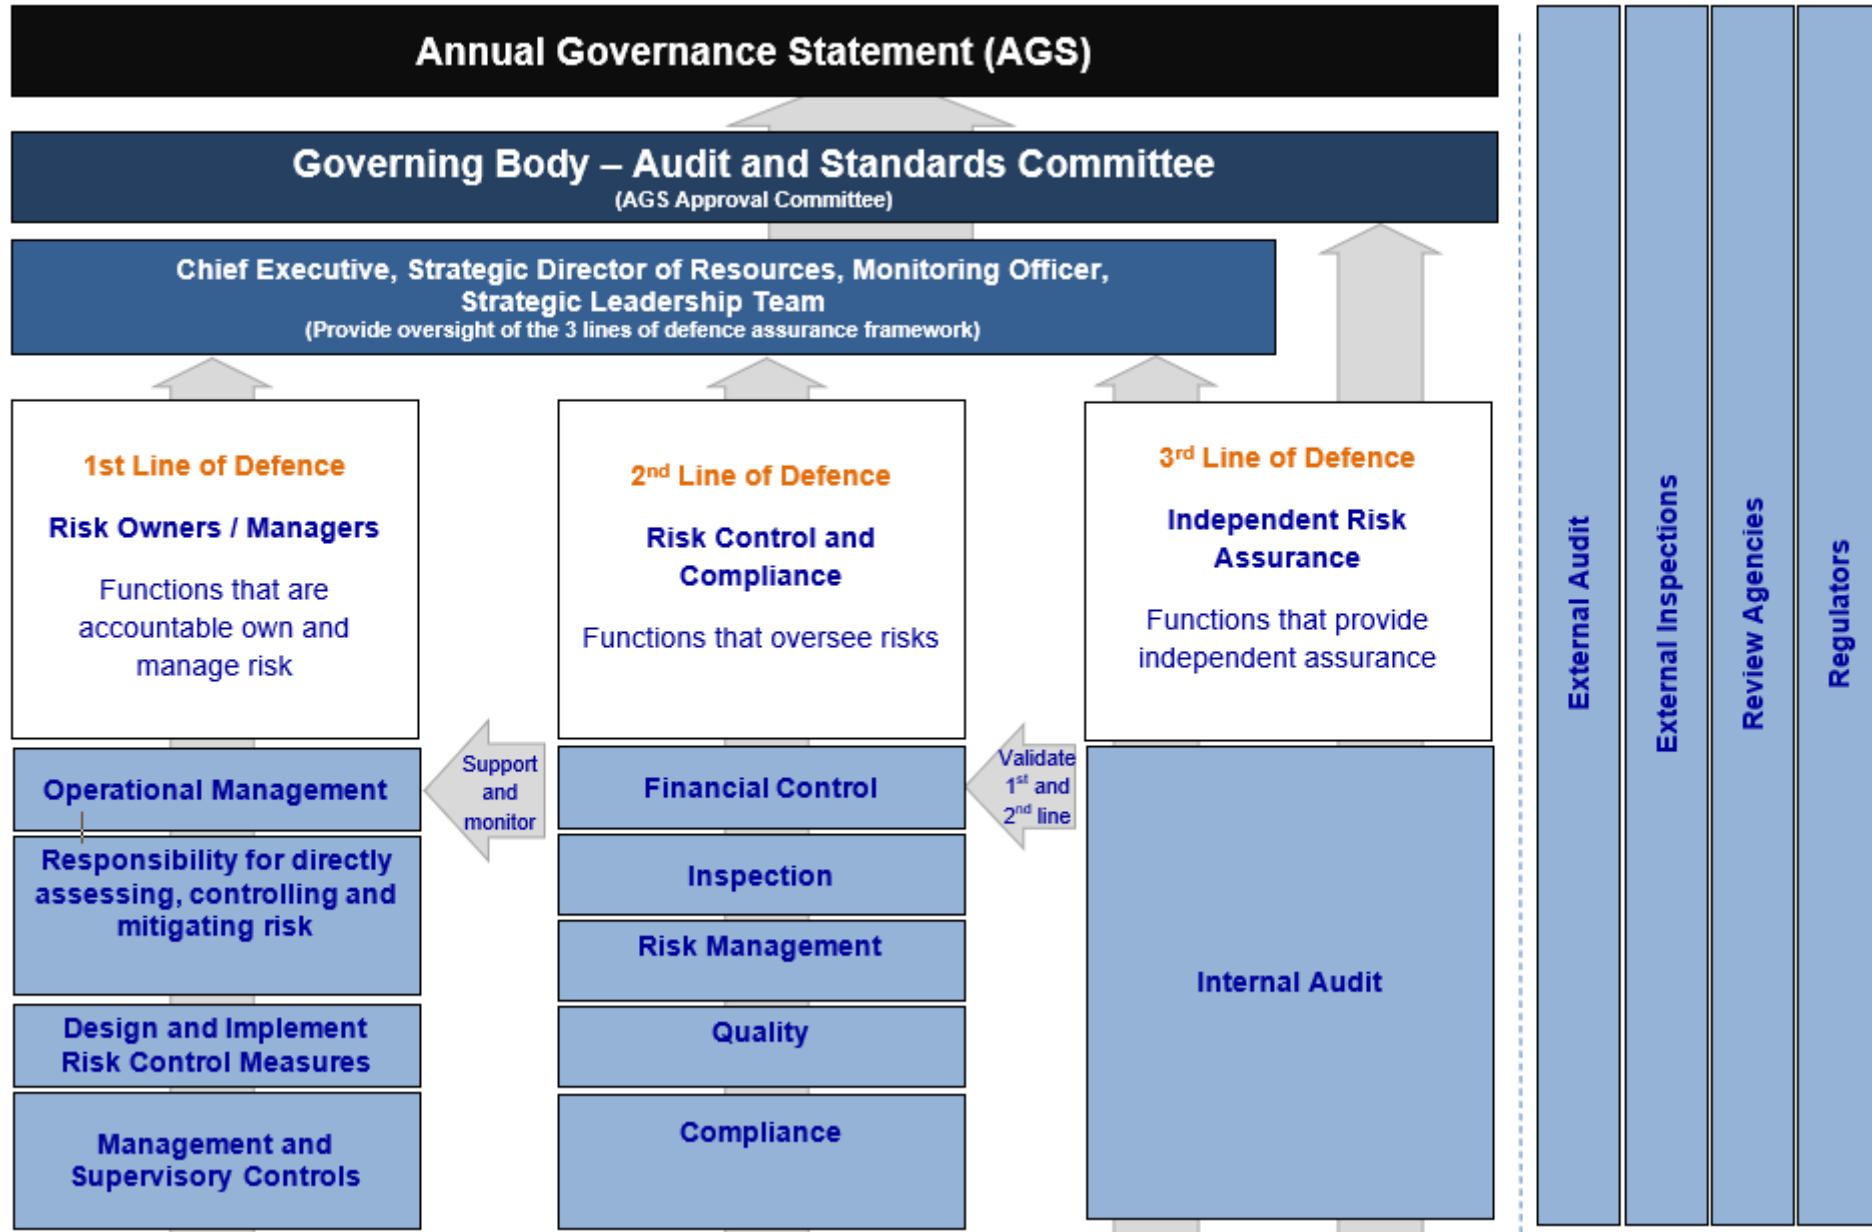 Annual Governance Statement (AGS)
Governing Body – Audit and Standards Committee
(AGS Approval Committee)
Chief Executive, Strategic Director of Resources, Monitoring Officer,
Strategic Leadership Team
(Provide oversight of the 3 lines of defence assurance framework)
1st Line of Defence
Risk Owners / Managers
Functions that are
accountable own and
manage risk
2nd Line of Defence
Risk Control and
Compliance
Functions that oversee risks
3rd Line of Defence
Independent Risk
Assurance
Functions that provide
independent assurance
Operational Management
Responsibility for directly
assessing, controlling and
mitigating risk
Design and Implement
Risk Control Measures
Management and
Supervisory Controls
Support
and
monitor
Financial Control
Inspection
Risk Management
Quality
Compliance
Validate
1st and
2nd line
Internal Audit
External Audit
External Inspections
Review Agencies
Regulators